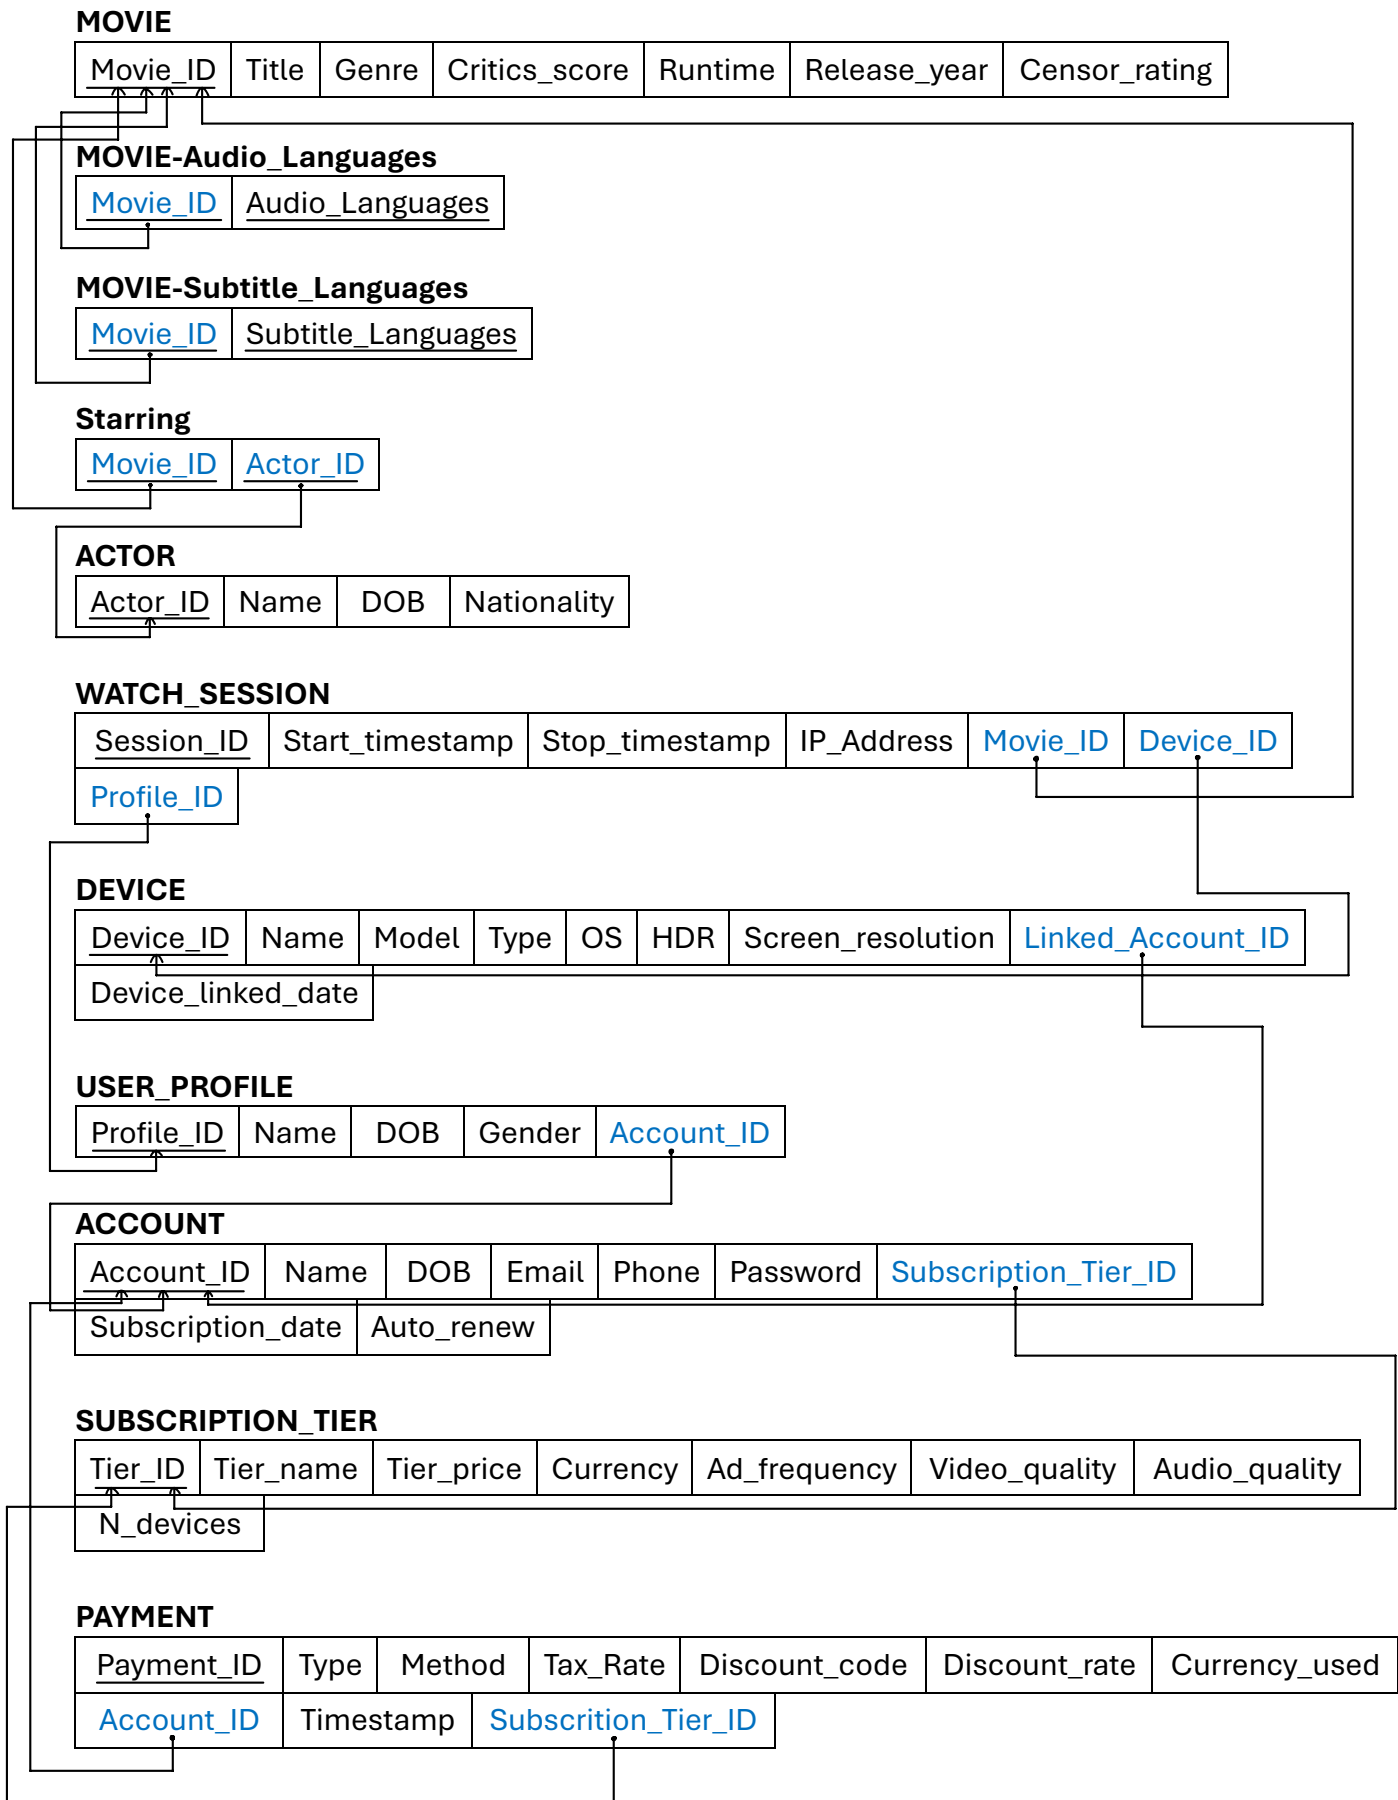 MOVIE
Movie_ID Title Genre Critics_score Runtime Release_year Censor_rating
MOVIE-Audio_Languages
Movie_ID Audio_Languages
MOVIE-Subtitle_Languages
Movie_ID Subtitle_Languages
Starring
Movie_ID Actor_ID
ACTOR
Actor_ID Name DOB Nationality
WATCH_SESSION
Session_ID Start_timestamp Stop_timestamp IP_Address Movie_ID Device_ID
Profile_ID
DEVICE
Device_ID Name Model Type OS HDR Screen_resolution Linked_Account_ID
Device_linked_date
USER_PROFILE
Profile_ID Name DOB Gender Account_ID
ACCOUNT
Account_ID Name DOB Email Phone Password Subscription_Tier_ID
Subscription_date Auto_renew
SUBSCRIPTION_TIER
Tier_ID Tier_name Tier_price Currency Ad_frequency Video_quality Audio_quality
N_devices
PAYMENT
Payment_ID Type Method Tax_Rate Discount_code Discount_rate Currency_used
Account_ID Timestamp Subscrition_Tier_ID